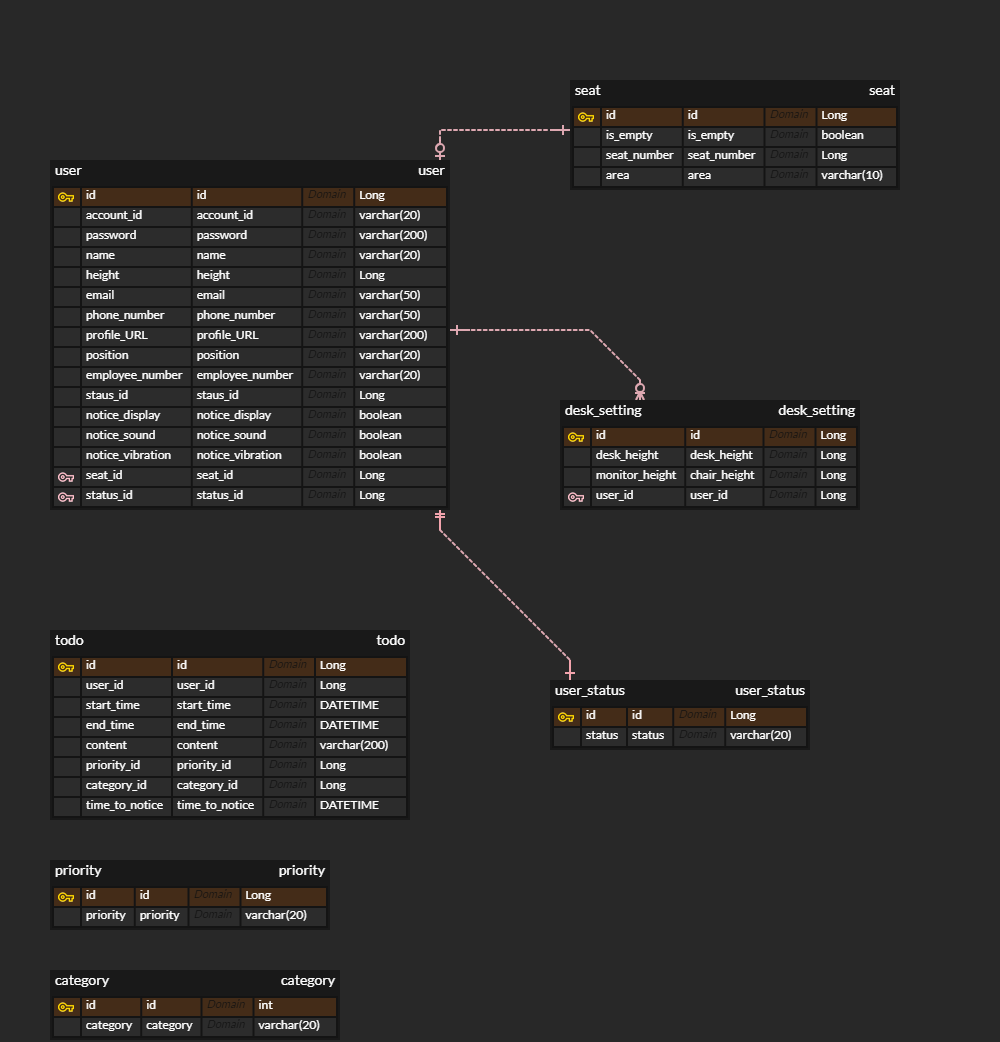 seat seat
id id Domain Long
is_empty is_empty Domain boolean
seat_number seat_number Domain Long
area area Domain varchar(10)
user user
id id Domain Long
account_id account_id Domain varchar(20)
password password Domain varchar(200)
name name Domain varchar(20)
height height Domain Long
email email Domain varchar(50)
phone_number phone_number Domain varchar(50)
profile_URL profile_URL Domain varchar(200)
position position Domain varchar(20)
employee_number employee_number Domain varchar(20)
staus_id staus_id Domain Long
notice_display notice_display Domain boolean
notice_sound notice_sound Domain boolean
notice_vibration notice_vibration Domain boolean
seat_id seat_id Domain Long
status_id status_id Domain Long
desk_setting desk_setting
id id Domain Long
desk_height desk_height Domain Long
monitor_height chair_height Domain Long
user_id user_id Domain Long
todo todo
id id Domain Long
user_id user_id Domain Long
start_time start_time Domain DATETIME
end_time end_time Domain DATETIME
content content Domain varchar(200)
priority_id priority_id Domain Long
category_id category_id Domain Long
time_to_notice time_to_notice Domain DATETIME
user_status user_status
id id Domain Long
status status Domain varchar(20)
priority priority
id id Domain Long
priority priority Domain varchar(20)
category category
id id Domain int
category category Domain varchar(20)